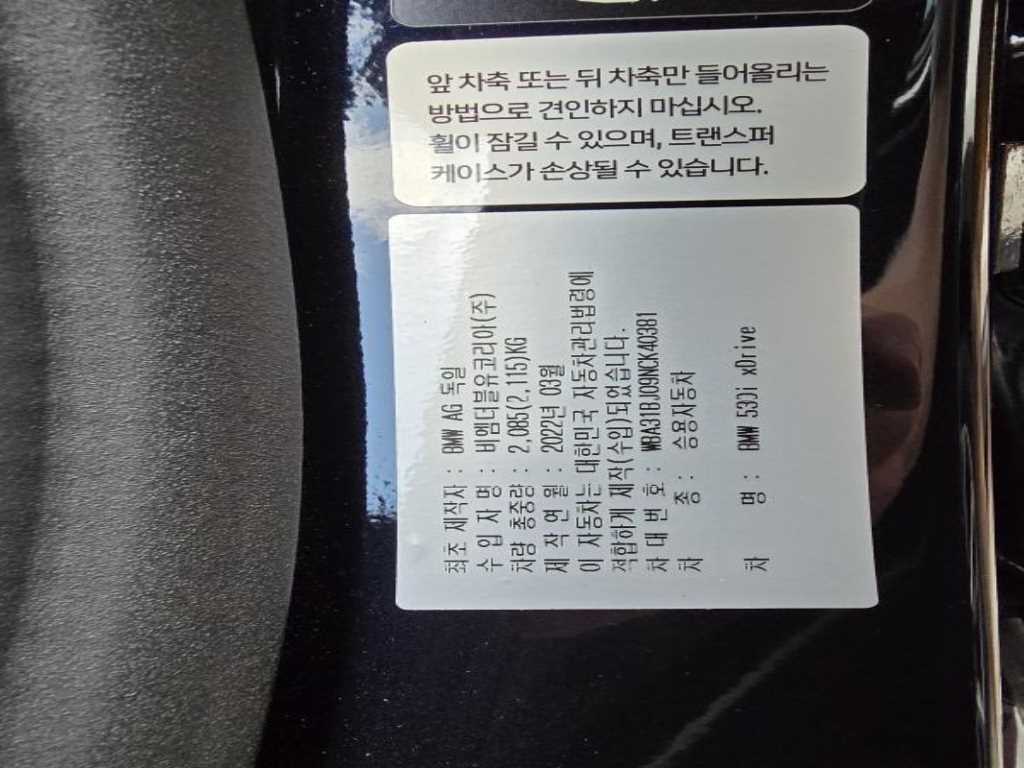 앞 차축 또는 뒤 차축만 들어올리는
방법으로 견인하지 마십시오.
휠이 잠길 수 있으며, 트랜스퍼
케이스가 손상될 수 있습니다.
최초 제작자 : BMW AG 독일
수 입 자 명 : 비엠더블유코리아(주)
차량 총중량 : 2,085(2,115)KG
제 작 연 월 : 2022년 03월
이 자동차는 대한민국 자동차관리법령에
적합하게 제작(수입)되었습니다.
차 대 번 호 : WBA31BJ09NCK40381
차 종 : 승용자동차
차 명 : BMW 530i xDrive